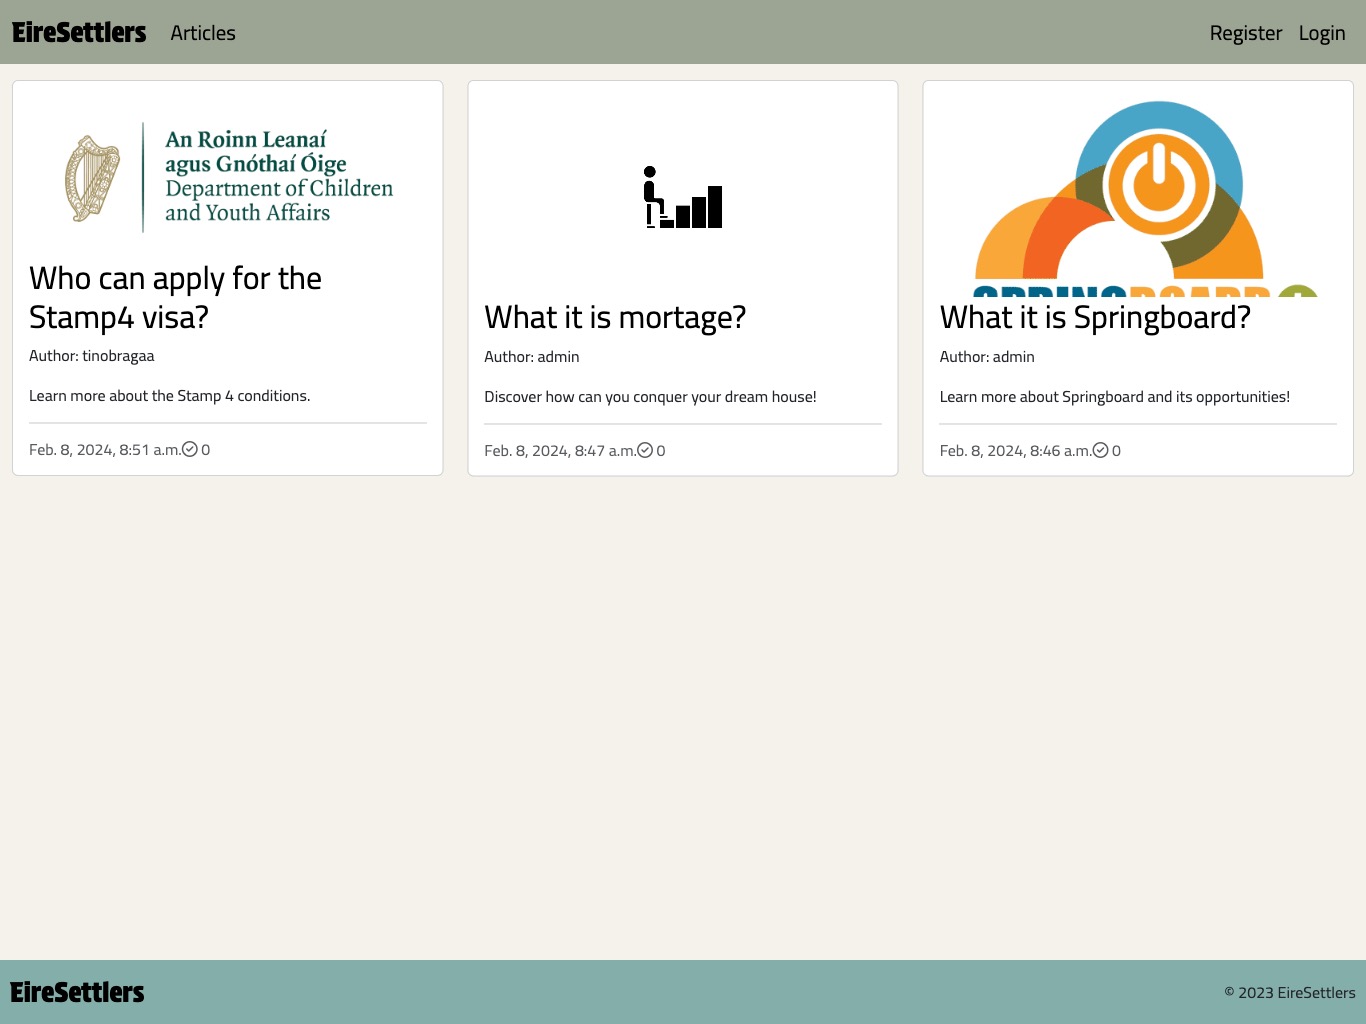 EireSettlers Articles Register Login
An Roinn Leanaí
agus Gnóthaí Óige
Department of Children
and Youth Affairs
Who can apply for the
Stamp4 visa?
Author: tinobragaa
Learn more about the Stamp 4 conditions.
Feb. 8, 2024, 8:51 a.m. 0
What it is mortage?
Author: admin
Discover how can you conquer your dream house!
Feb. 8, 2024, 8:47 a.m. 0
SPRINGBOARD
What it is Springboard?
Author: admin
Learn more about Springboard and its opportunities!
Feb. 8, 2024, 8:46 a.m. 0
EireSettlers © 2023 EireSettlers